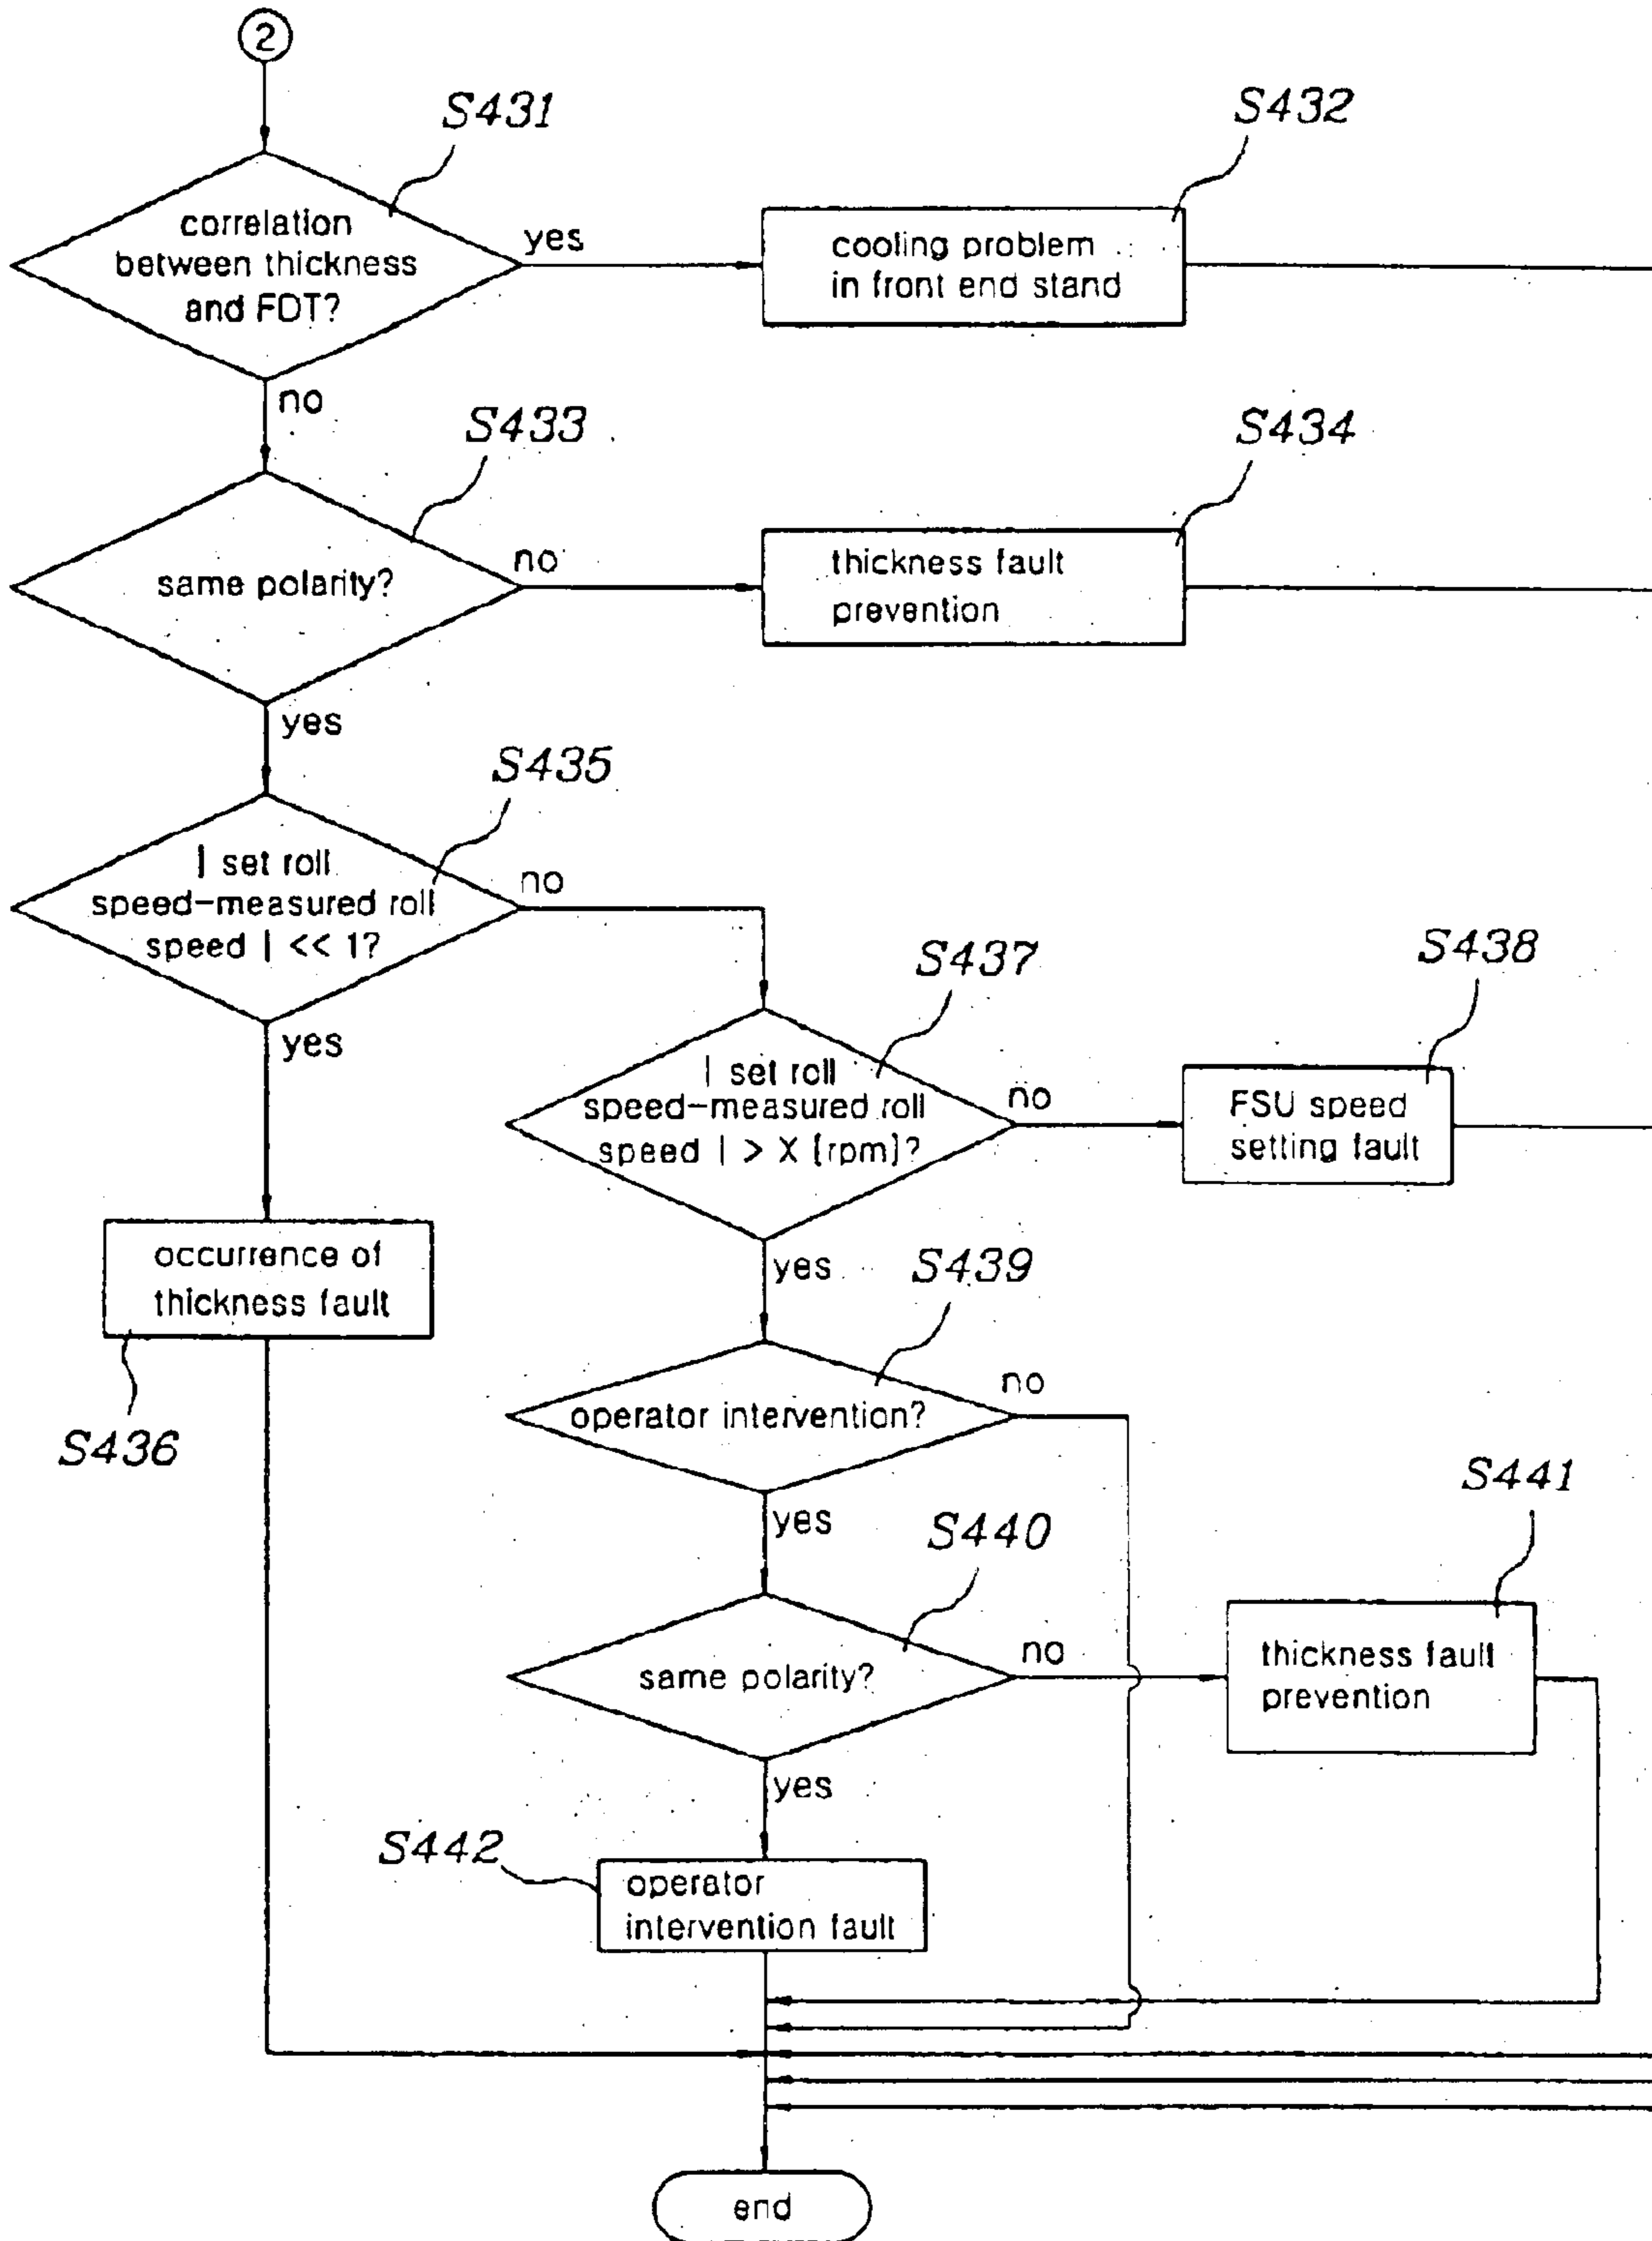 2
S431
S432
correlation
between thickness
and FDT?
yes
cooling problem
in front end stand
no
S433
S434
same polarity?
no
thickness fault
prevention
yes
S435
| set roll
speed-measured roll
speed | << 1?
no
S437
S438
yes
| set roll
speed-measured roll
speed | > X [rpm]?
no
FSU speed
setting fault
occurrence of
thickness fault
S436
yes
S439
operator intervention?
no
yes
S440
S441
same polarity?
no
thickness fault
prevention
yes
S442
operator
intervention fault
end